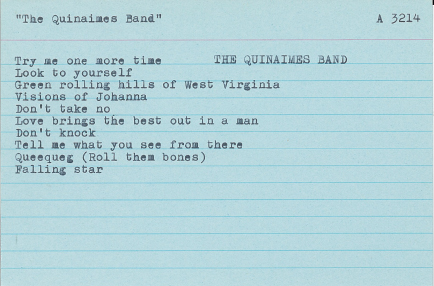 "The Quinaimes Band" A 3214
Try me one more time THE QUINAIMES BAND
Look to yourself
Green rolling hills of West Virginia
Visions of Johanna
Don't take no
Love brings the best out in a man
Don't knock
Tell me what you see from there
Queequeg (Roll them bones)
Falling star